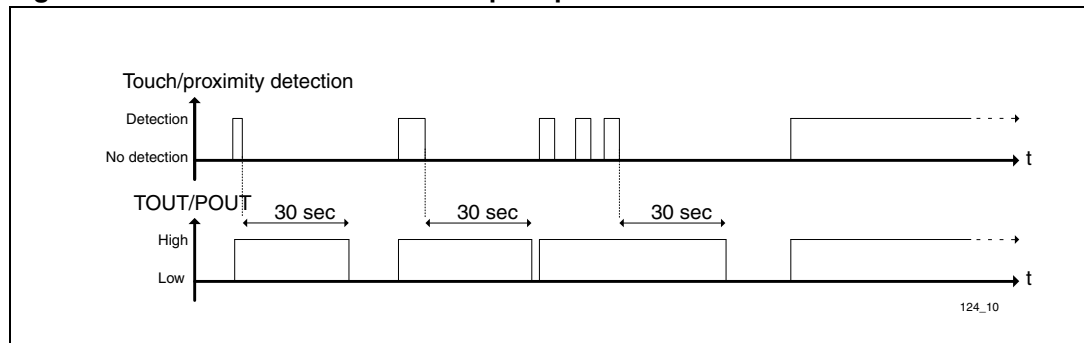 Touch/proximity detection
Detection
No detection
t
TOUT/POUT
30 sec 30 sec 30 sec
High
Low
t
124_10